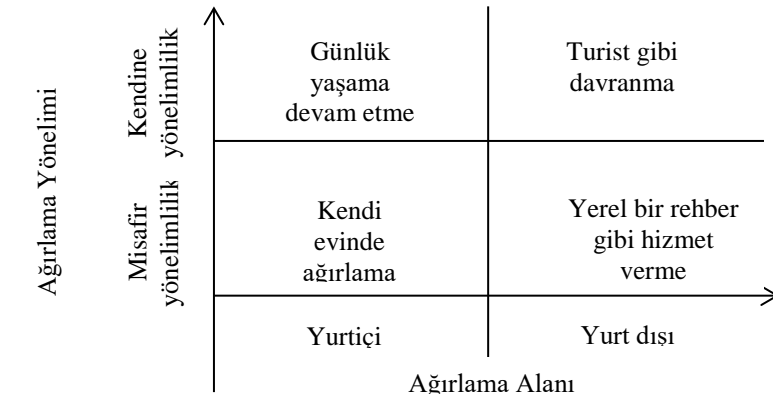 Ağırlama Yönelimi
Kendine
yönelimlilik
Günlük
yaşama
devam etme
Turist gibi
davranma
Misafir
yönelimlilik
Kendi
evinde
ağırlama
Yerel bir rehber
gibi hizmet
verme
Yurtiçi
Yurt dışı
Ağırlama Alanı